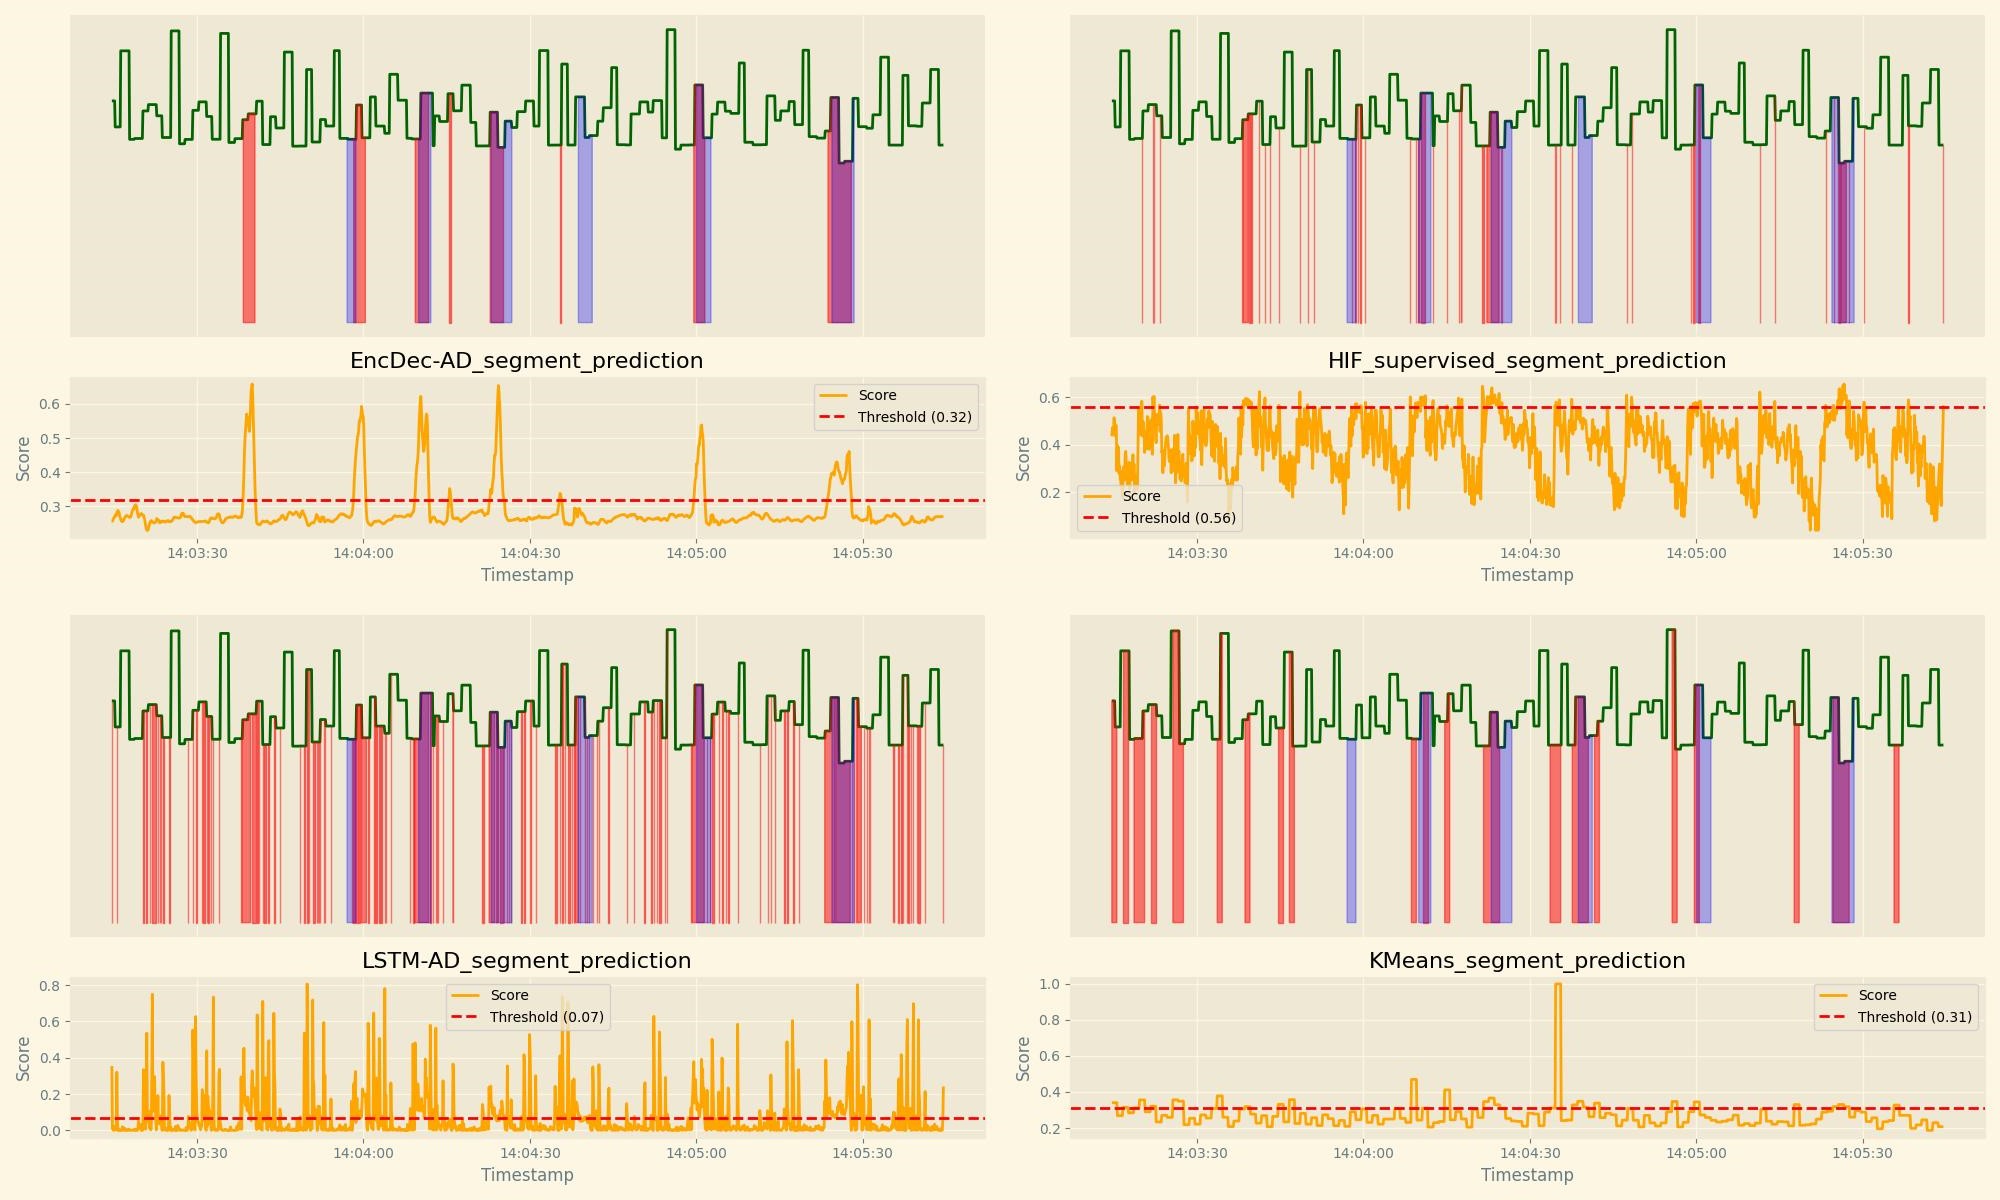 EncDec-AD_segment_prediction
Score
0.6
0.5
0.4
0.3
Score
Threshold (0.32)
14:03:30 14:04:00 14:04:30 14:05:00 14:05:30
Timestamp
HIF_supervised_segment_prediction
Score
0.6
0.4
0.2
Score
Threshold (0.56)
14:03:30 14:04:00 14:04:30 14:05:00 14:05:30
Timestamp
LSTM-AD_segment_prediction
Score
0.8
0.6
0.4
0.2
0.0
Score
Threshold (0.07)
14:03:30 14:04:00 14:04:30 14:05:00 14:05:30
Timestamp
KMeans_segment_prediction
Score
1.0
0.8
0.6
0.4
0.2
Score
Threshold (0.31)
14:03:30 14:04:00 14:04:30 14:05:00 14:05:30
Timestamp